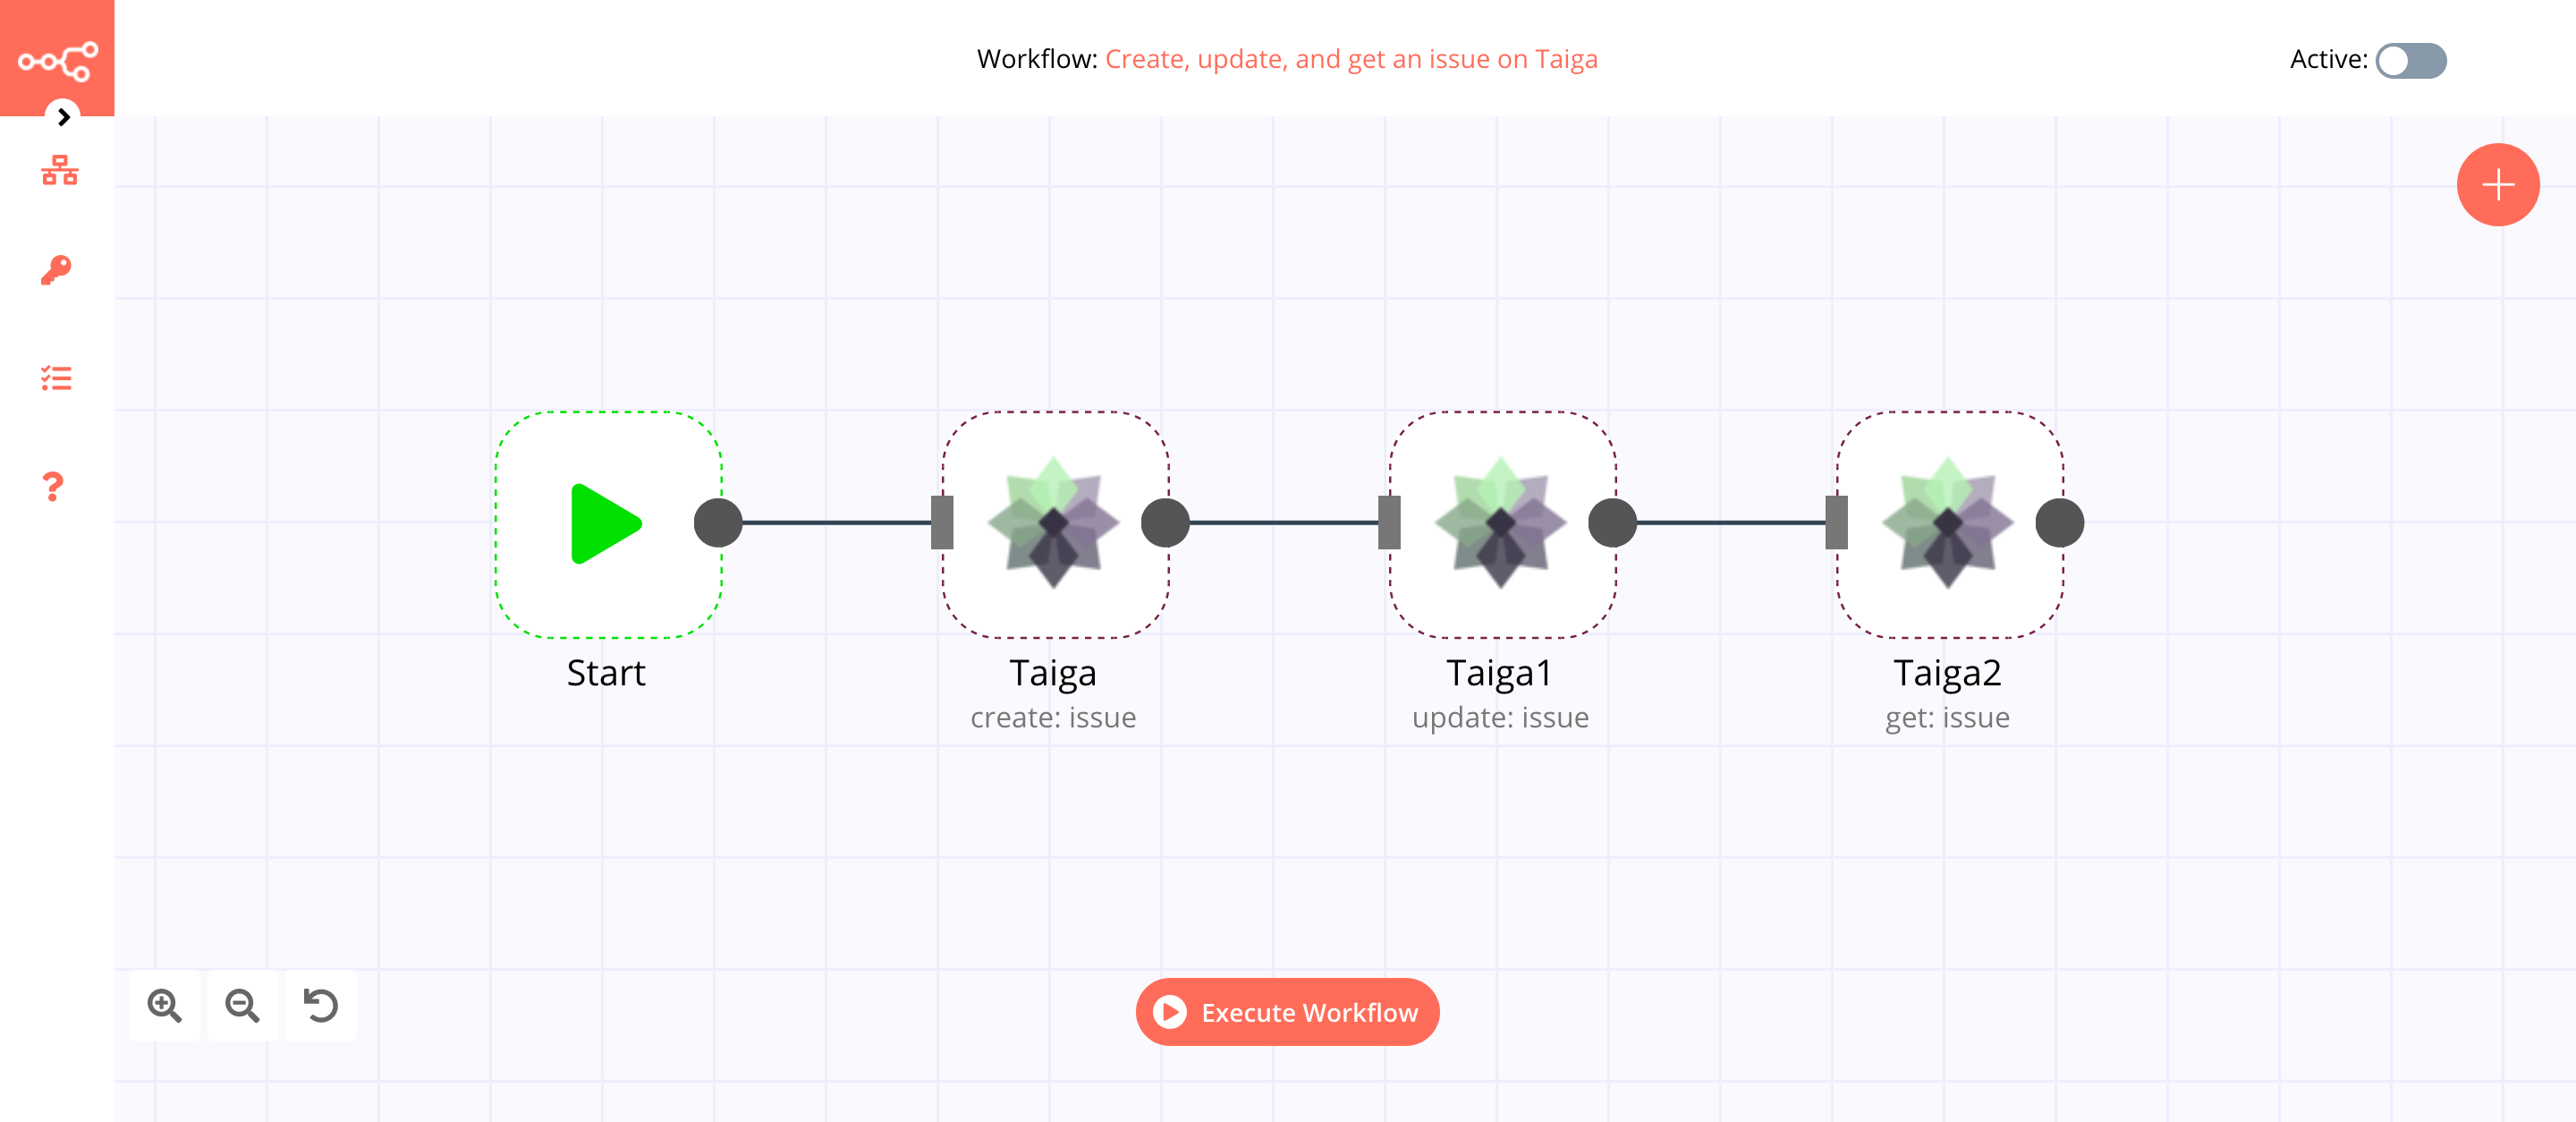 Workflow: Create, update, and get an issue on Taiga
Active:
Start
Taiga
create: issue
Taiga1
update: issue
Taiga2
get: issue
Execute Workflow